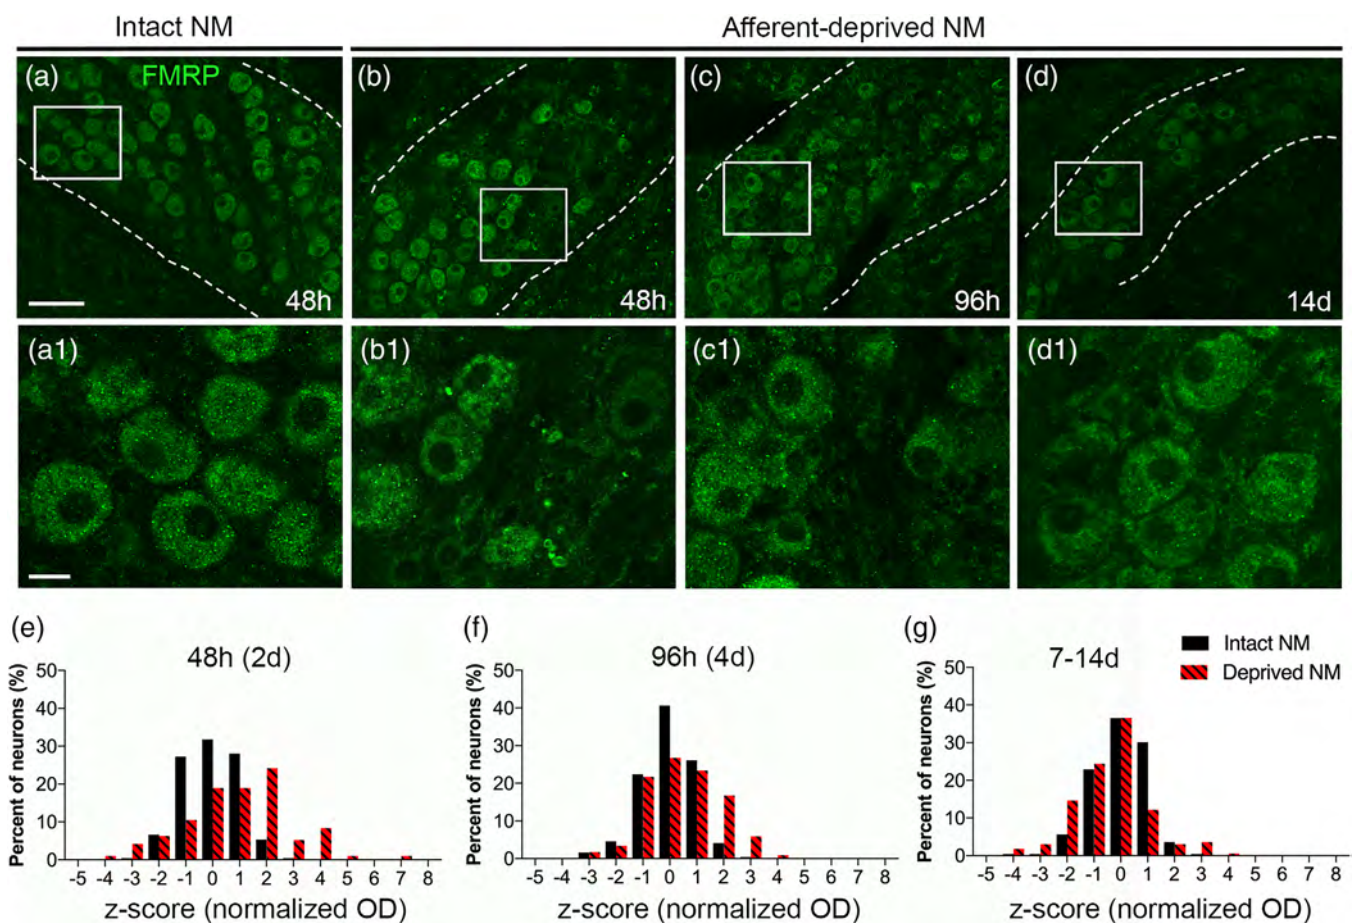 Intact NM
Afferent-deprived NM
(a)
FMRP
(b)
(c)
(d)
48h
48h
96h
14d
(a1)
(b1)
(c1)
(d1)
(e)
(f)
(g)
48h (2d)
96h (4d)
7-14d
Intact NM
Deprived NM
Percent of neurons (%)
50
40
30
20
10
0
-5 -4 -3 -2 -1 0 1 2 3 4 5 6 7 8
z-score (normalized OD)
Percent of neurons (%)
50
40
30
20
10
0
-5 -4 -3 -2 -1 0 1 2 3 4 5 6 7 8
z-score (normalized OD)
Percent of neurons (%)
50
40
30
20
10
0
-5 -4 -3 -2 -1 0 1 2 3 4 5 6 7 8
z-score (normalized OD)